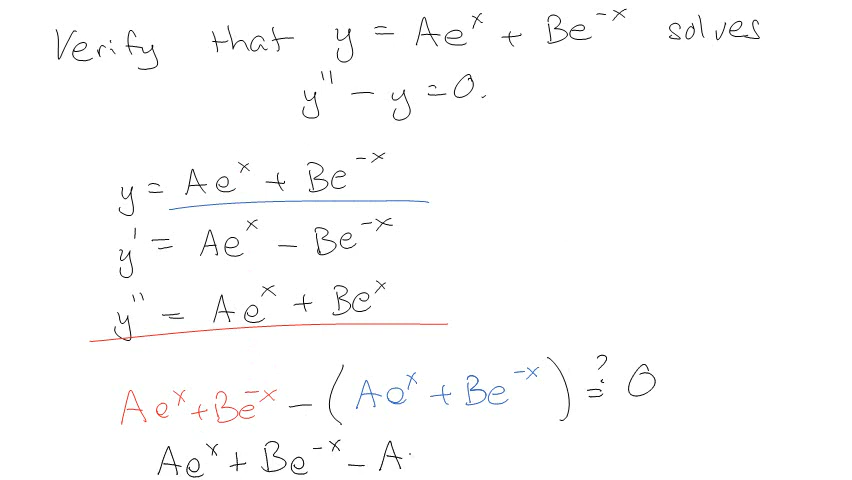 Verify that y = Ae^x + Be^-x solves
y'' - y = 0.
y = Ae^x + Be^-x
y' = Ae^x - Be^-x
y'' = Ae^x + Be^x
Ae^x + Be^-x - (Ae^x + Be^-x) =? 0
Ae^x + Be^-x - A